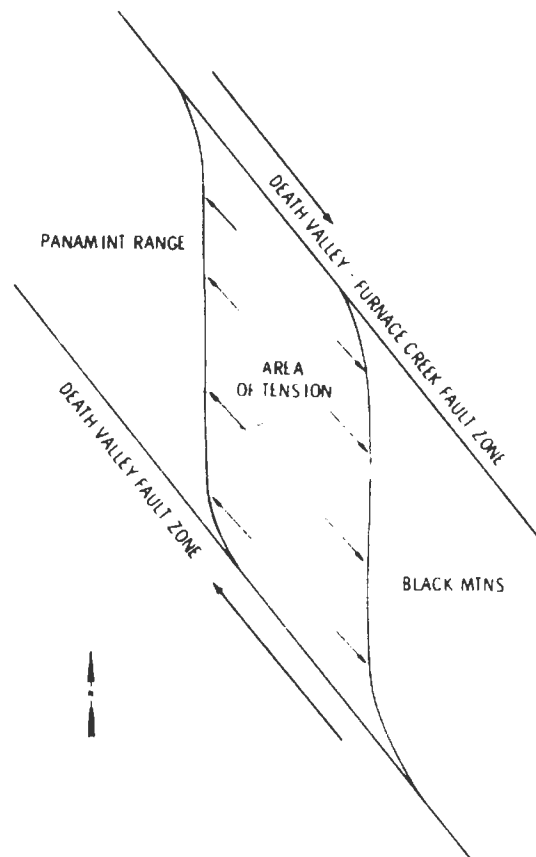 PANAMINT RANGE
DEATH VALLEY - FURNACE CREEK FAULT ZONE
AREA
OF TENSION
DEATH VALLEY FAULT ZONE
BLACK MTNS